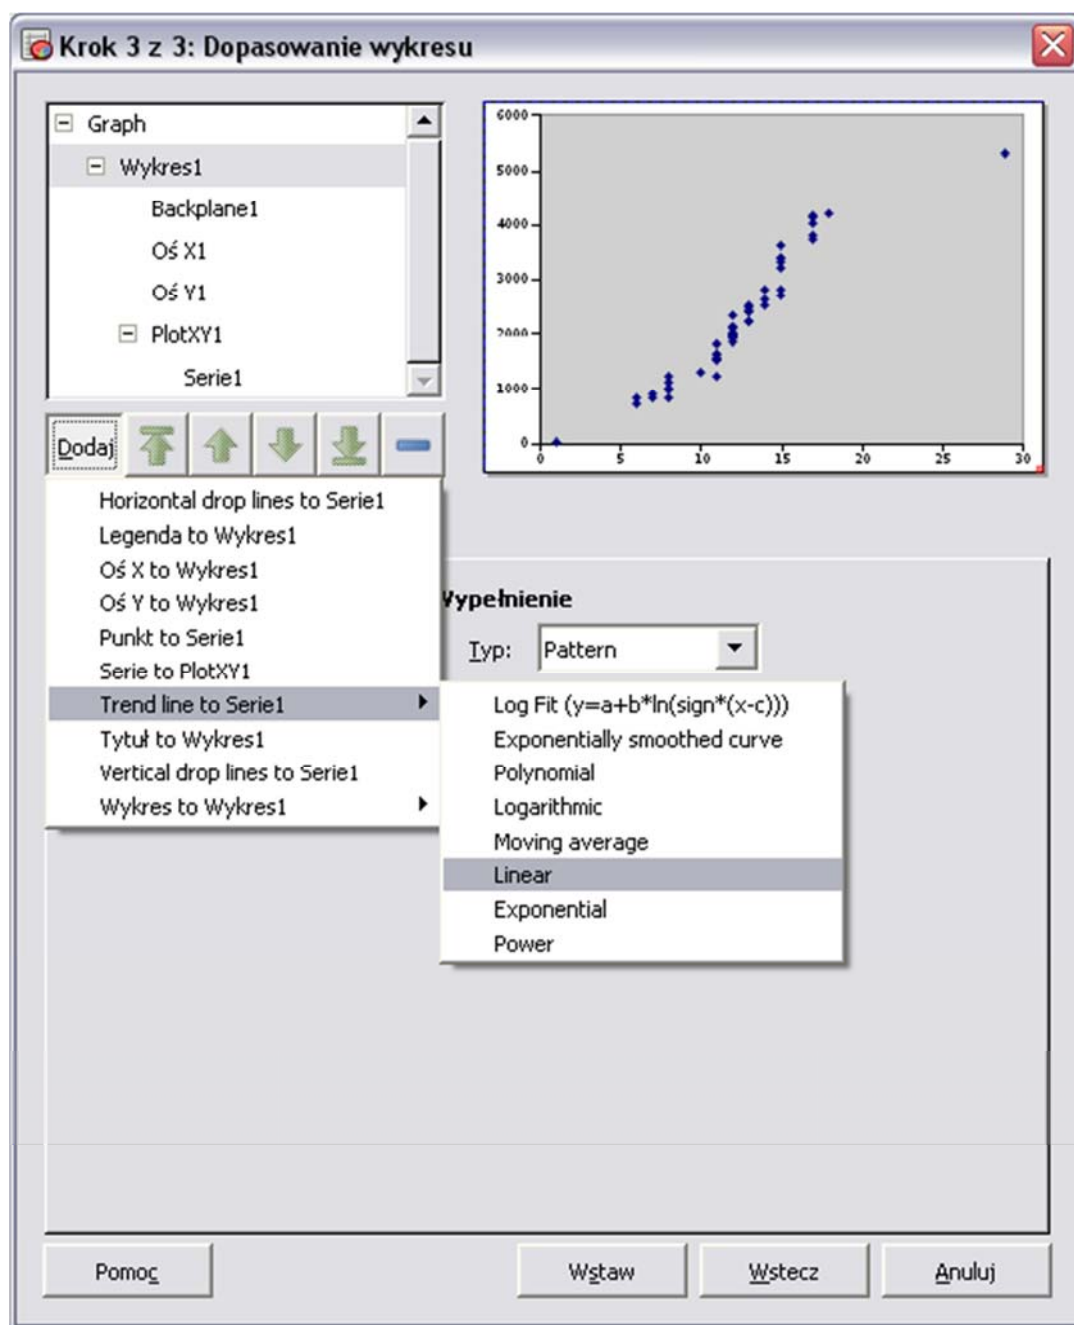 Krok 3 z 3: Dopasowanie wykresu
Graph
Wykres1
Backplane1
Oś X1
Oś Y1
PlotXY1
Serie1
6000
5000
4000
3000
2000
1000
0
0 5 10 15 20 25 30
Dodaj
Horizontal drop lines to Serie1
Legenda to Wykres1
Oś X to Wykres1
Oś Y to Wykres1
Punkt to Serie1
Serie to PlotXY1
Trend line to Serie1
Tytuł to Wykres1
Vertical drop lines to Serie1
Wykres to Wykres1
Wypełnienie
Typ: Pattern
Log Fit (y=a+b*ln(sign*(x-c)))
Exponentially smoothed curve
Polynomial
Logarithmic
Moving average
Linear
Exponential
Power
Pomoc Wstaw Wstecz Anuluj